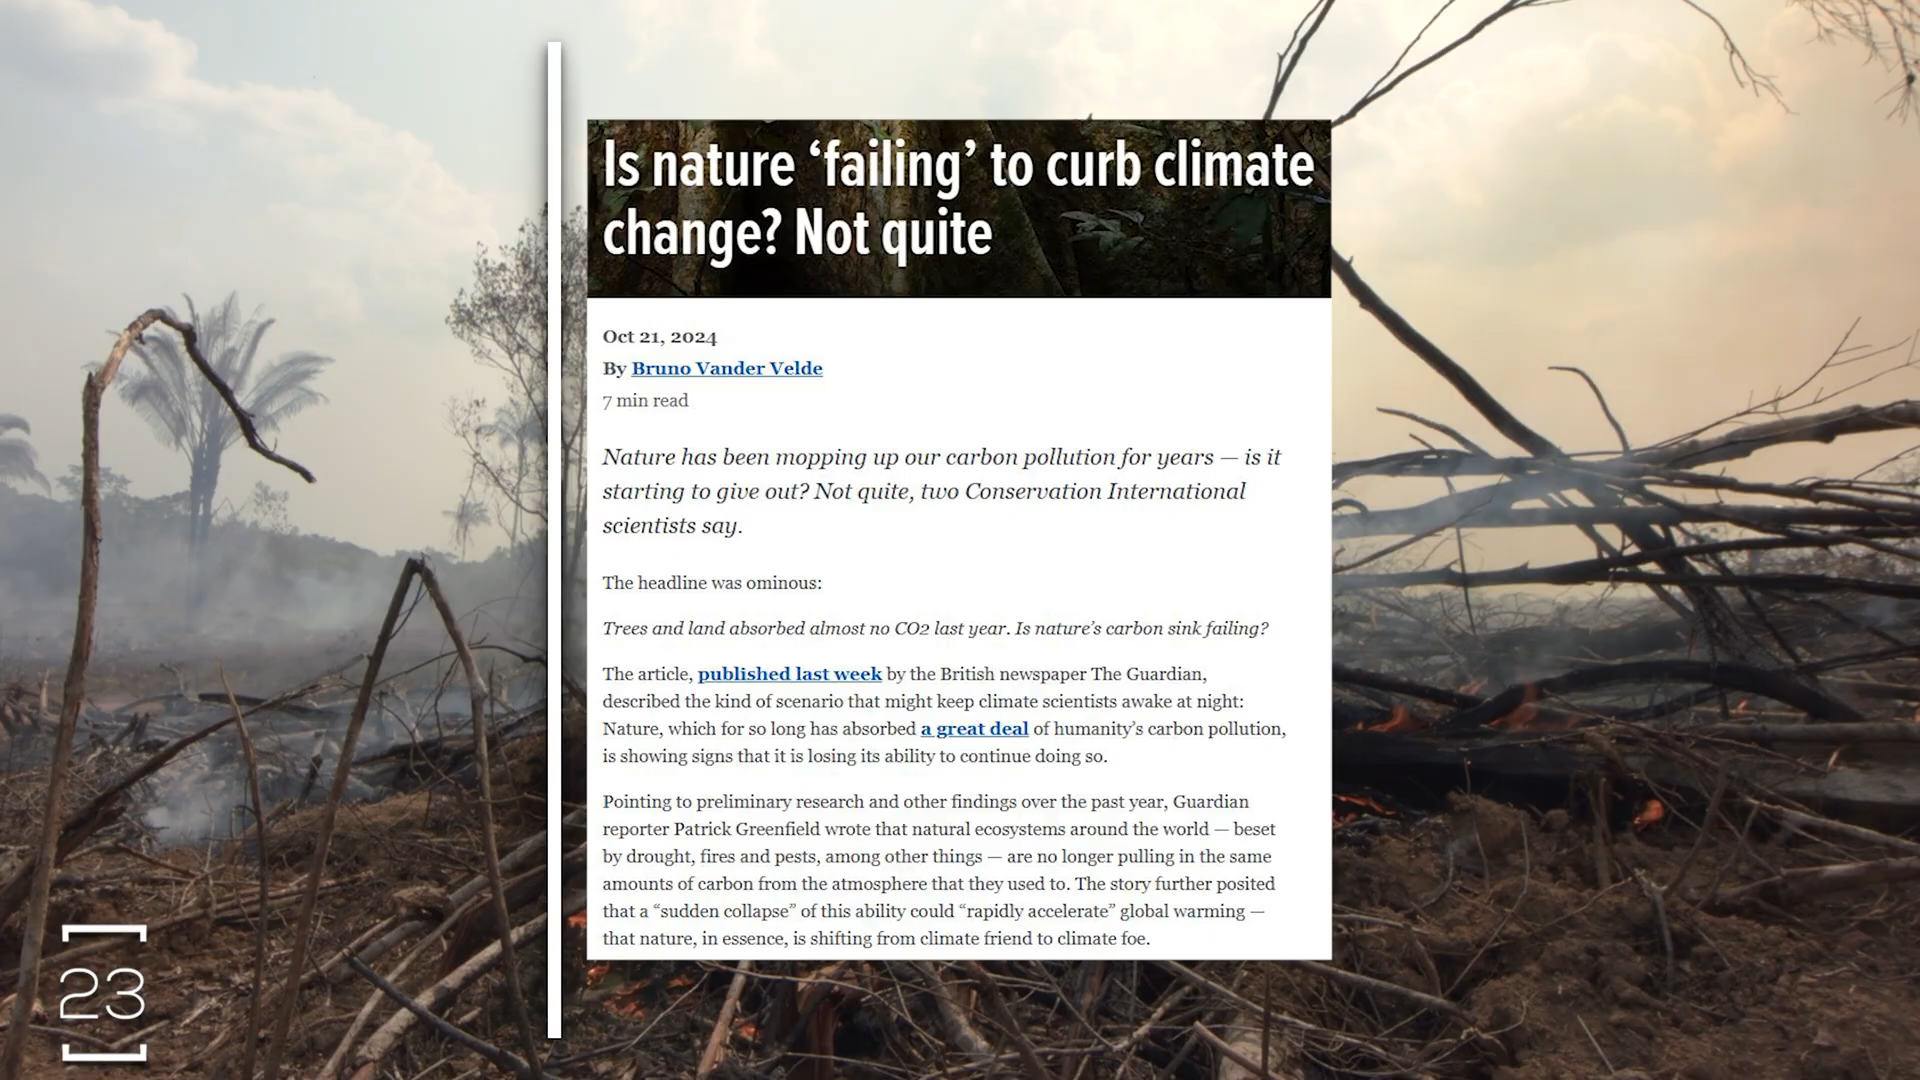 Is nature ‘failing’ to curb climate
change? Not quite
Oct 21, 2024
By Bruno Vander Velde
7 min read
Nature has been mopping up our carbon pollution for years — is it
starting to give out? Not quite, two Conservation International
scientists say.
The headline was ominous:
Trees and land absorbed almost no CO2 last year. Is nature’s carbon sink failing?
The article, published last week by the British newspaper The Guardian,
described the kind of scenario that might keep climate scientists awake at night:
Nature, which for so long has absorbed a great deal of humanity’s carbon pollution,
is showing signs that it is losing its ability to continue doing so.
Pointing to preliminary research and other findings over the past year, Guardian
reporter Patrick Greenfield wrote that natural ecosystems around the world — beset
by drought, fires and pests, among other things — are no longer pulling in the same
amounts of carbon from the atmosphere that they used to. The story further posited
that a “sudden collapse” of this ability could “rapidly accelerate” global warming —
that nature, in essence, is shifting from climate friend to climate foe.
[23]